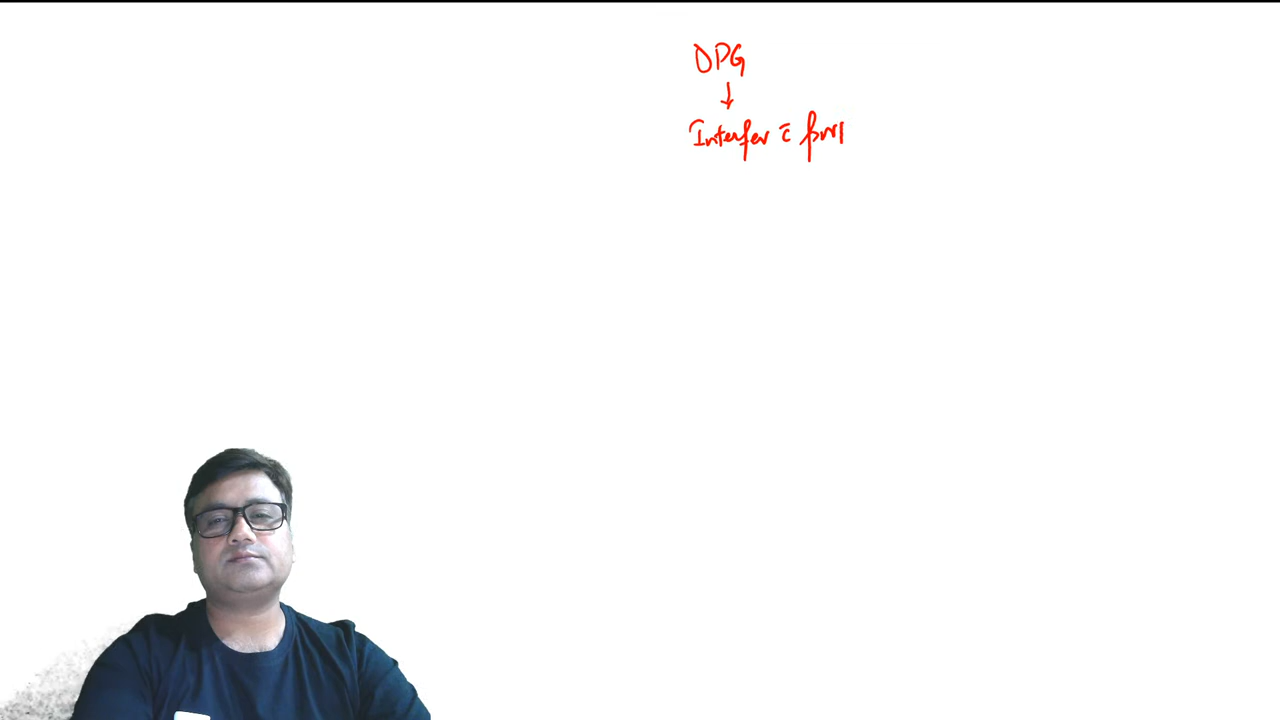 DPG
↓
Interfer c̄